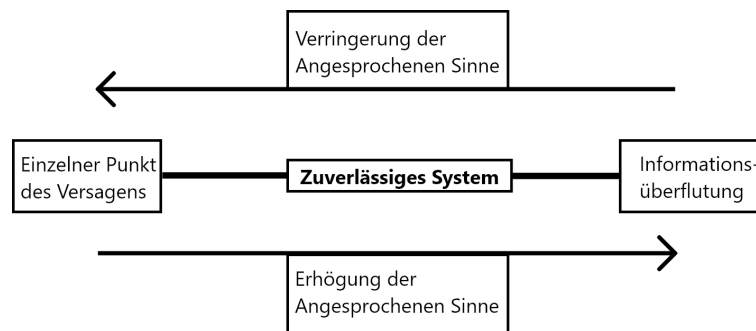 Verringerung der
Angesprochenen Sinne
Einzelner Punkt
des Versagens
Zuverlässiges System
Informations-
überflutung
Erhögung der
Angesprochenen Sinne